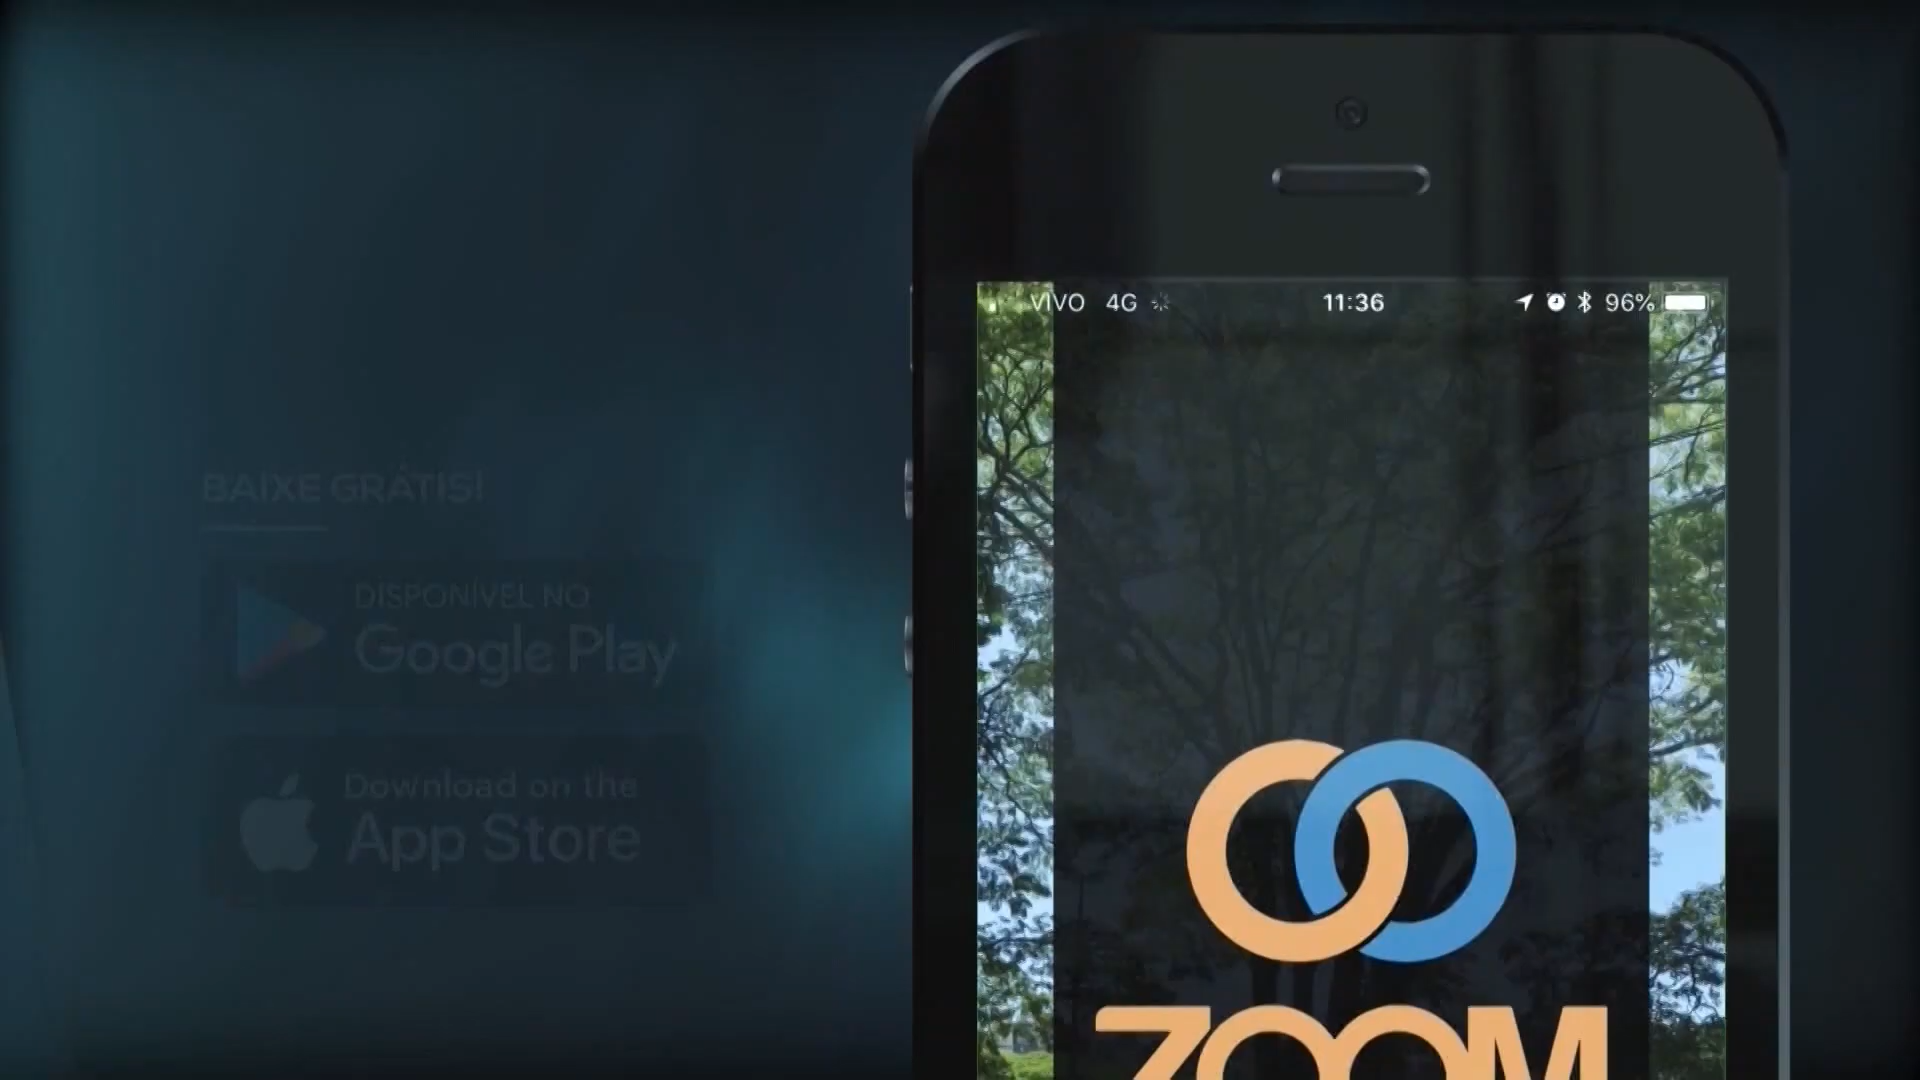 BAIXE GRÁTIS!
DISPONÍVEL NO
Google Play
Download on the
App Store
VIVO 4G 11:36 96%
ZOOM